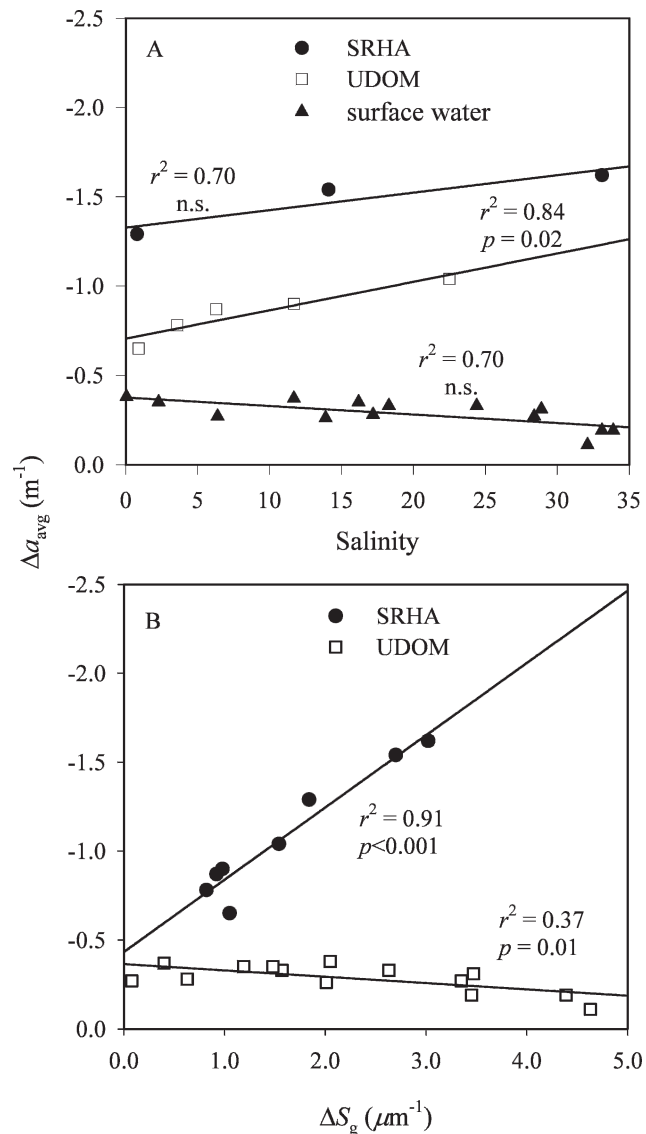 -2.5
A
SRHA
UDOM
surface water
-2.0
r² = 0.70
n.s.
-1.5
r² = 0.84
p = 0.02
-1.0
r² = 0.70
n.s.
-0.5
0.0
0 5 10 15 20 25 30 35
Salinity
Δa_avg (m⁻¹)
-2.5
B
SRHA
UDOM
-2.0
-1.5
r² = 0.91
p<0.001
-1.0
r² = 0.37
p = 0.01
-0.5
0.0
0.0 1.0 2.0 3.0 4.0 5.0
ΔS_g (μm⁻¹)